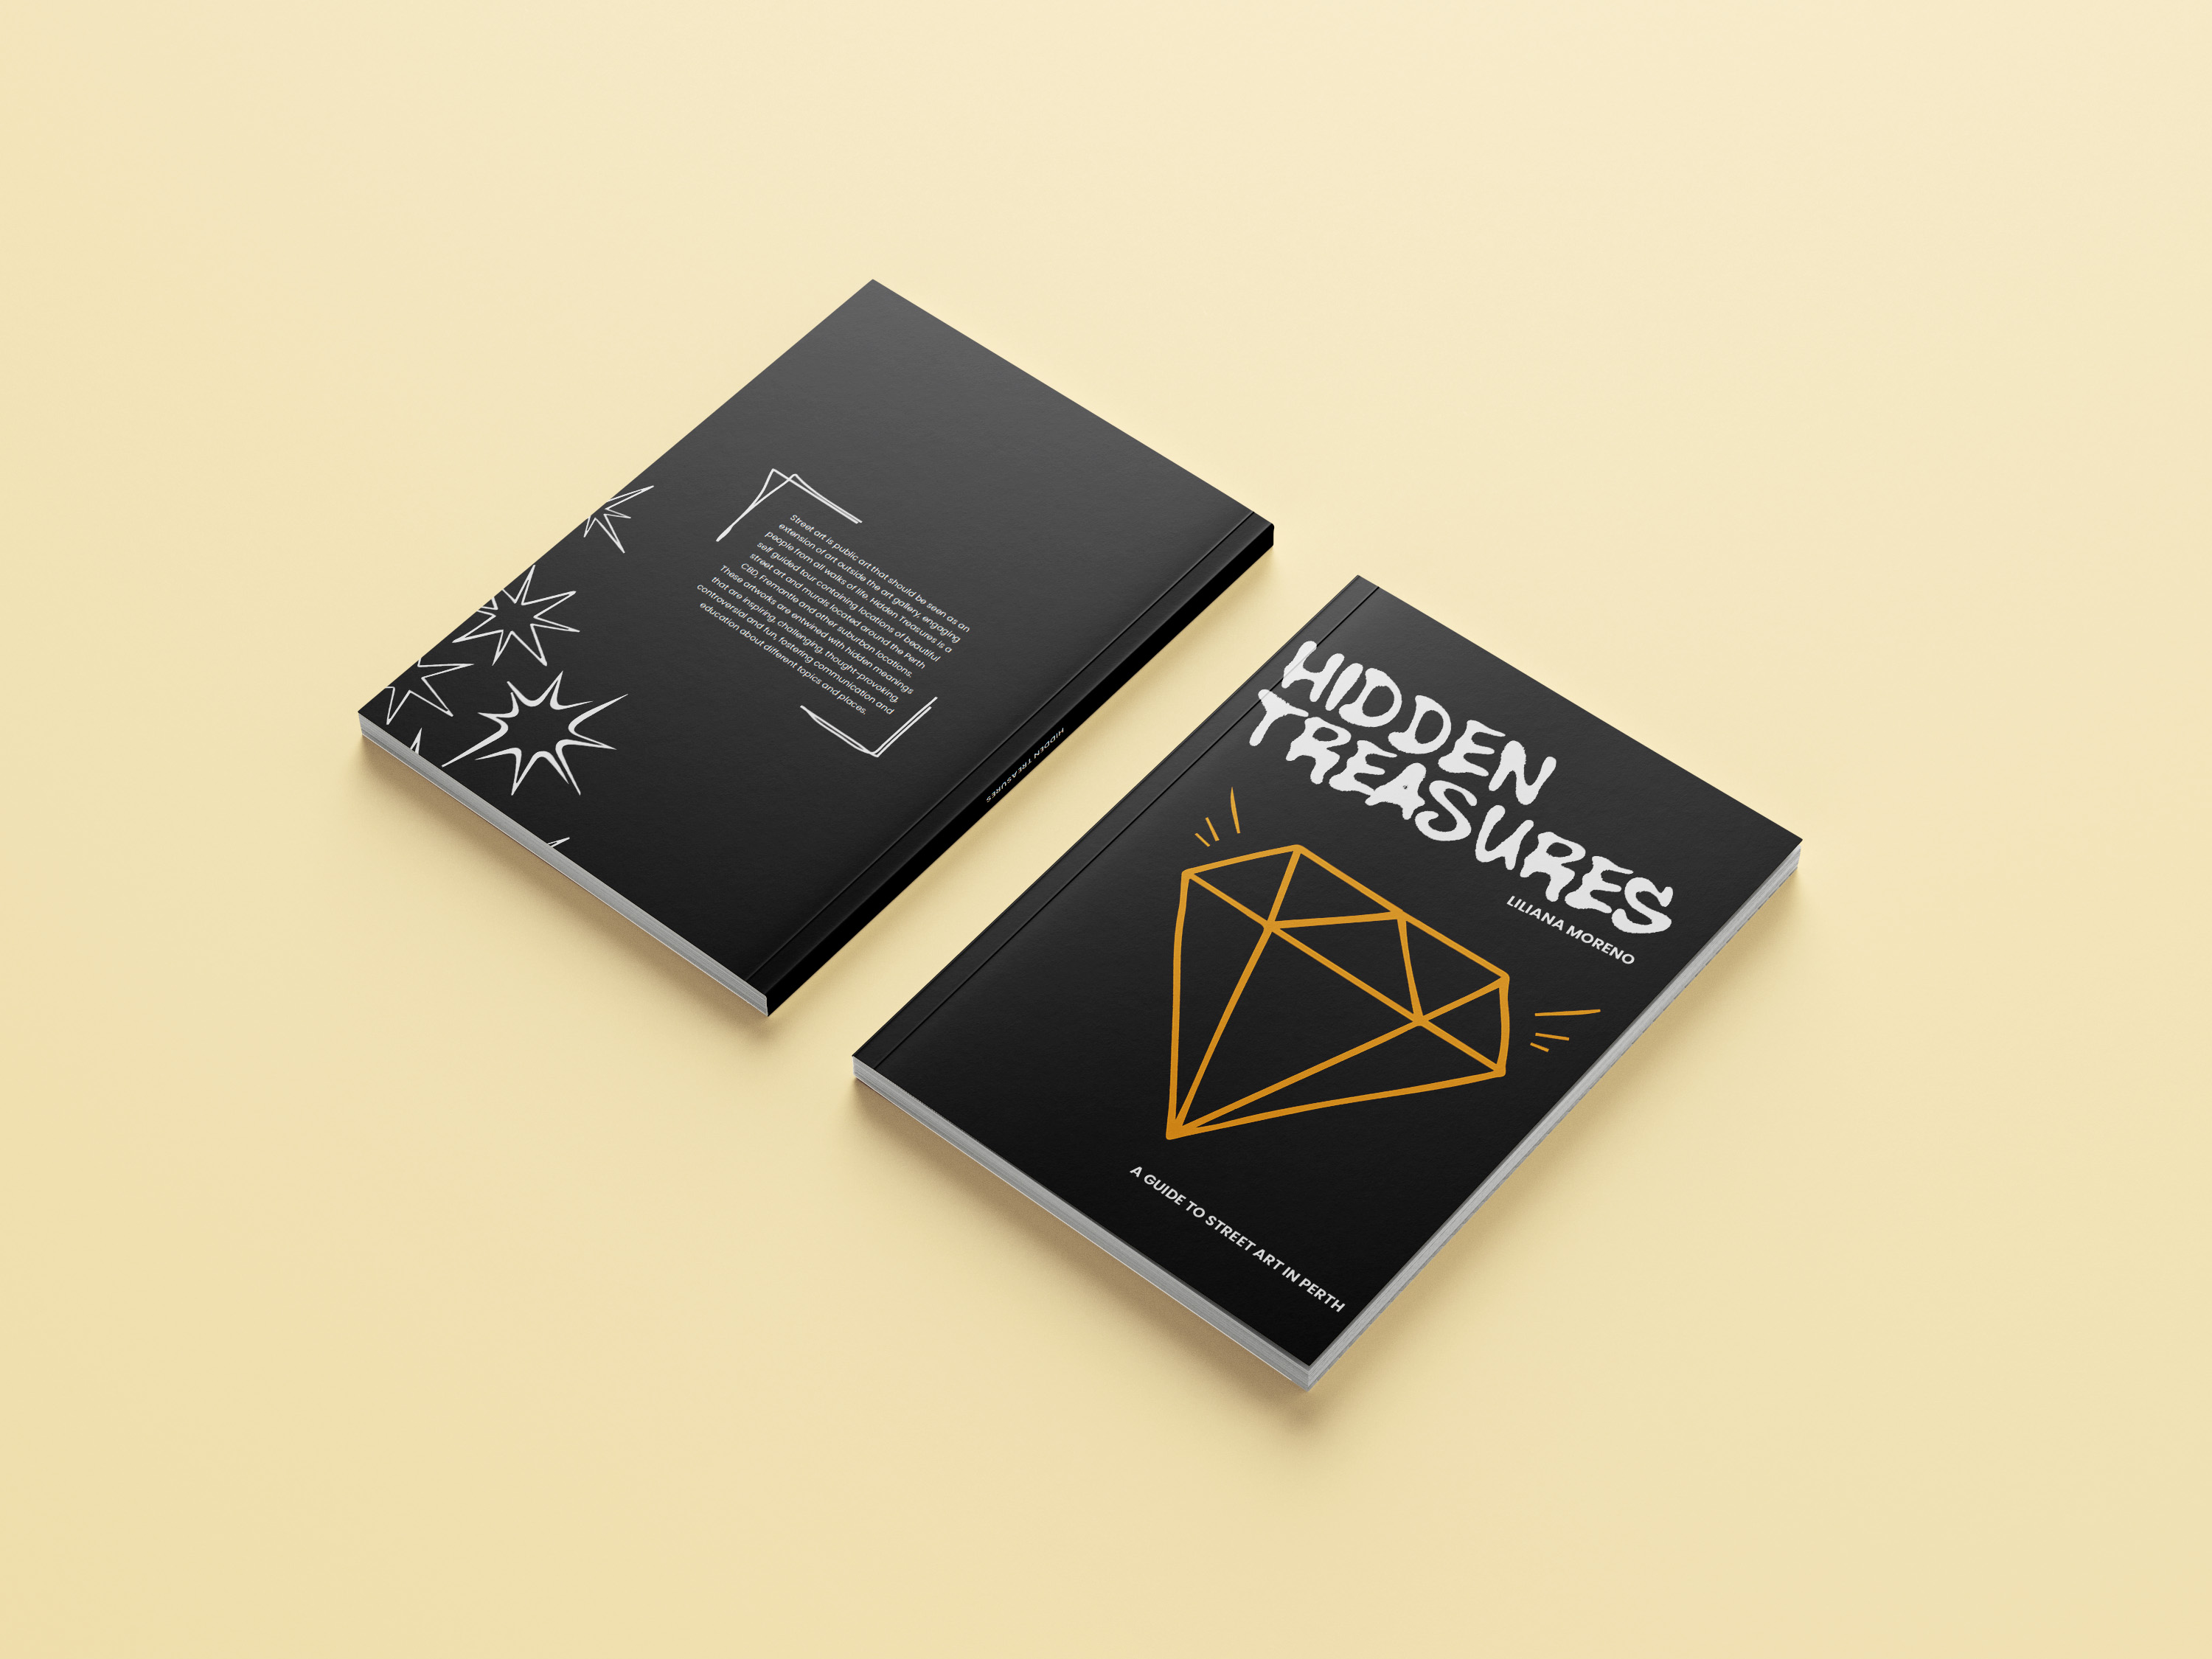 Street art is public art that should be seen as an
extension of art outside the art gallery, engaging
people from all walks of life. Hidden Treasures is a
self guided tour containing locations of beautiful
street art and murals located around the Perth
CBD, Fremantle and other suburban locations.
These artworks are entwined with hidden meanings
that are inspiring, challenging, thought-provoking,
controversial and fun, fostering communication and
education about different topics and places.
HIDDEN TREASURES
HIDDEN
TREASURES
LILIANA MORENO
A GUIDE TO STREET ART IN PERTH